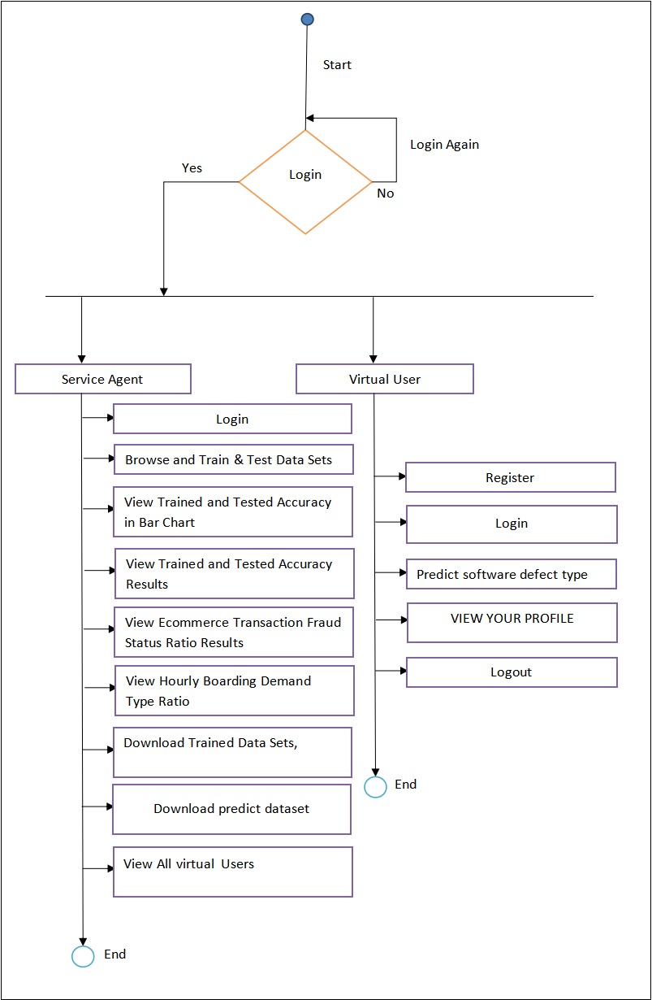 Start
Login Again
Login
Yes
No
Service Agent
Login
Browse and Train & Test Data Sets
View Trained and Tested Accuracy
in Bar Chart
View Trained and Tested Accuracy
Results
View Ecommerce Transaction Fraud
Status Ratio Results
View Hourly Boarding Demand
Type Ratio
Download Trained Data Sets,
Download predict dataset
View All virtual  Users
End
Virtual User
Register
Login
Predict software defect type
VIEW YOUR PROFILE
Logout
End